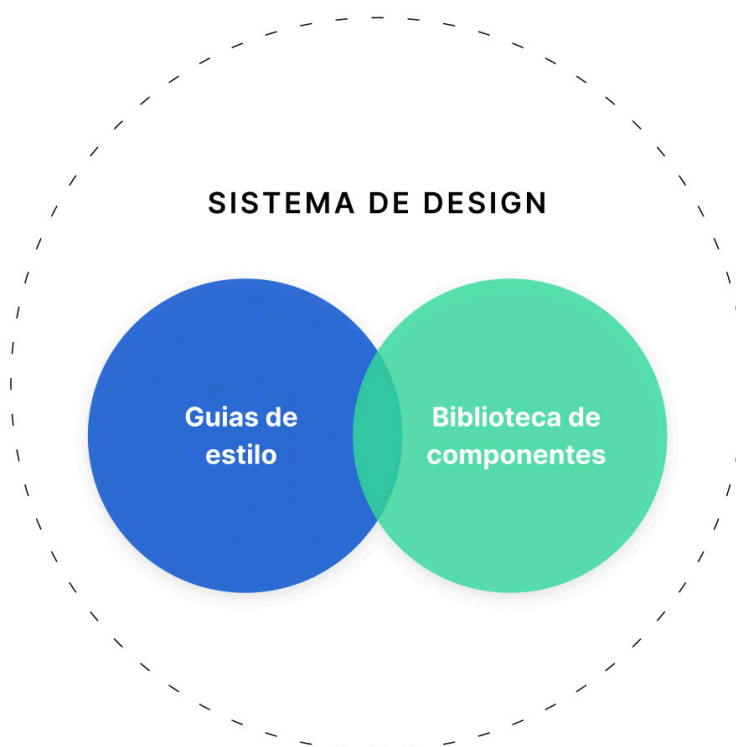 SISTEMA DE DESIGN
Guias de
estilo
Biblioteca de
componentes